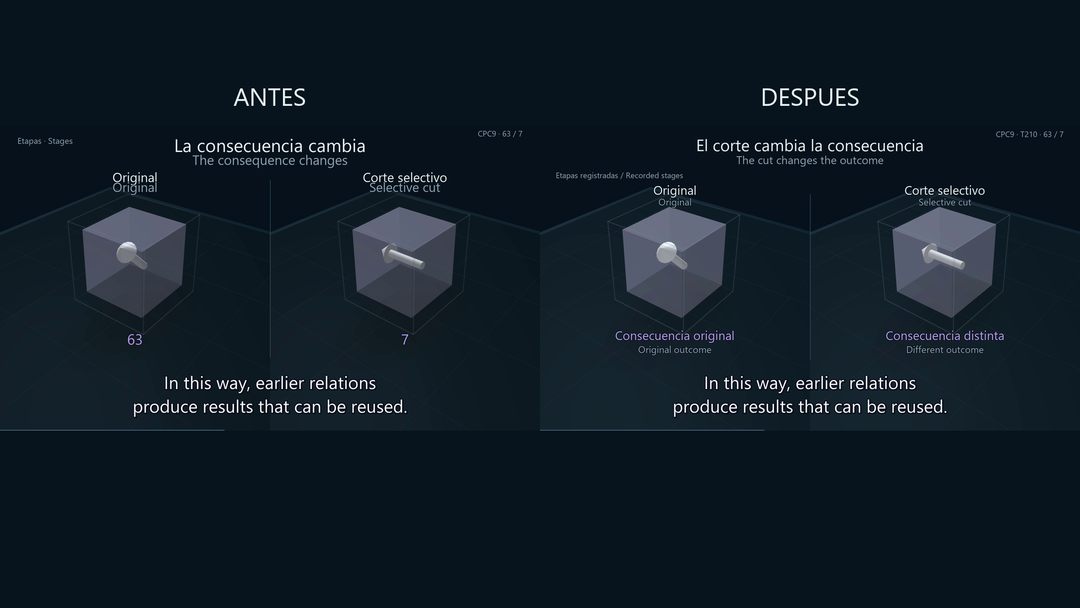 ANTES
Etapas · Stages
CPC9 · 63 / 7
La consecuencia cambia
The consequence changes
Original
Original
Corte selectivo
Selective cut
63
7
In this way, earlier relations
produce results that can be reused.
DESPUES
CPC9 · T210 · 63 / 7
El corte cambia la consecuencia
The cut changes the outcome
Etapas registradas / Recorded stages
Original
Original
Corte selectivo
Selective cut
Consecuencia original
Original outcome
Consecuencia distinta
Different outcome
In this way, earlier relations
produce results that can be reused.